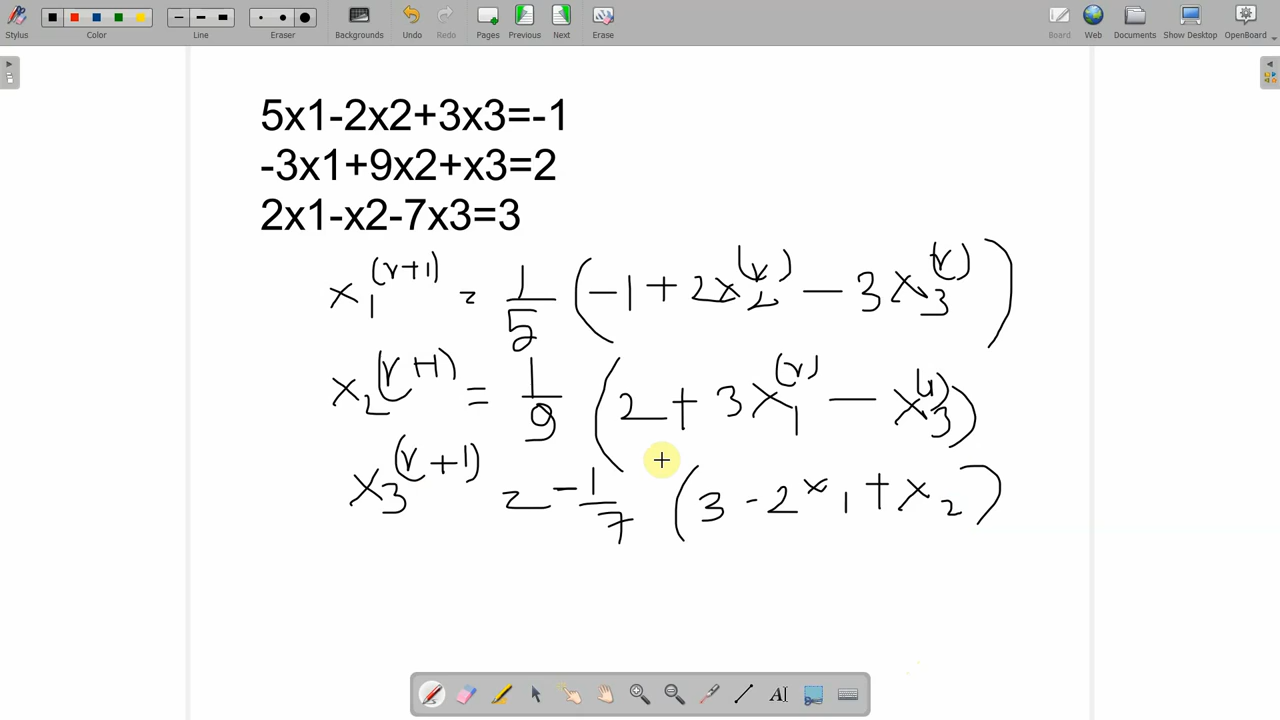 Stylus Color Line Eraser Backgrounds Undo Redo Pages Previous Next Erase Board Web Documents Show Desktop OpenBoard
5x1-2x2+3x3=-1
-3x1+9x2+x3=2
2x1-x2-7x3=3
x₁^(r+1) = 1/5 (-1 + 2x₂^(r) - 3x₃^(r))
x₂^(r+1) = 1/9 (2 + 3x₁^(r) - x₃^(r))
x₃^(r+1) = -1/7 (3 - 2x₁ + x₂)
AI